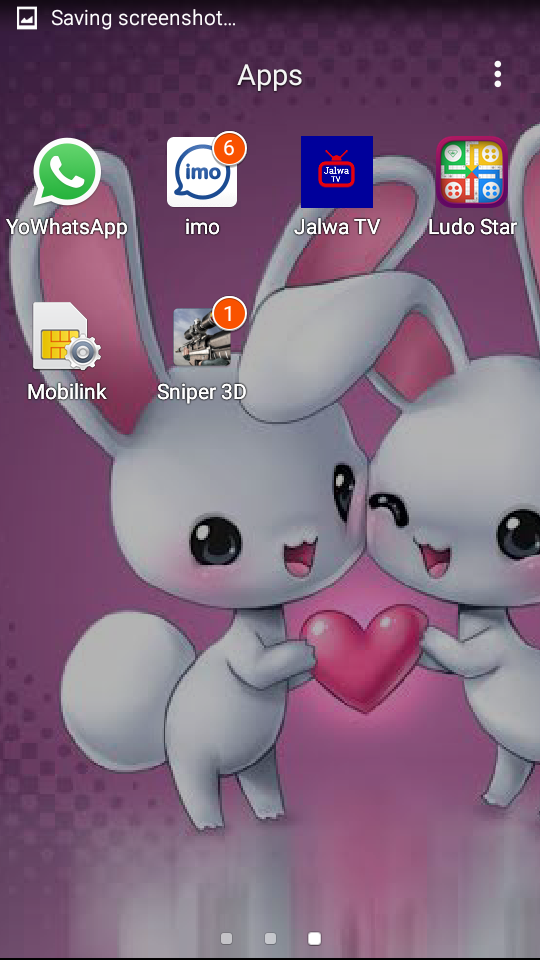 Saving screenshot...
Apps
6
imo
Jalwa
TV
YoWhatsApp
imo
Jalwa TV
Ludo Star
1
Mobilink
Sniper 3D